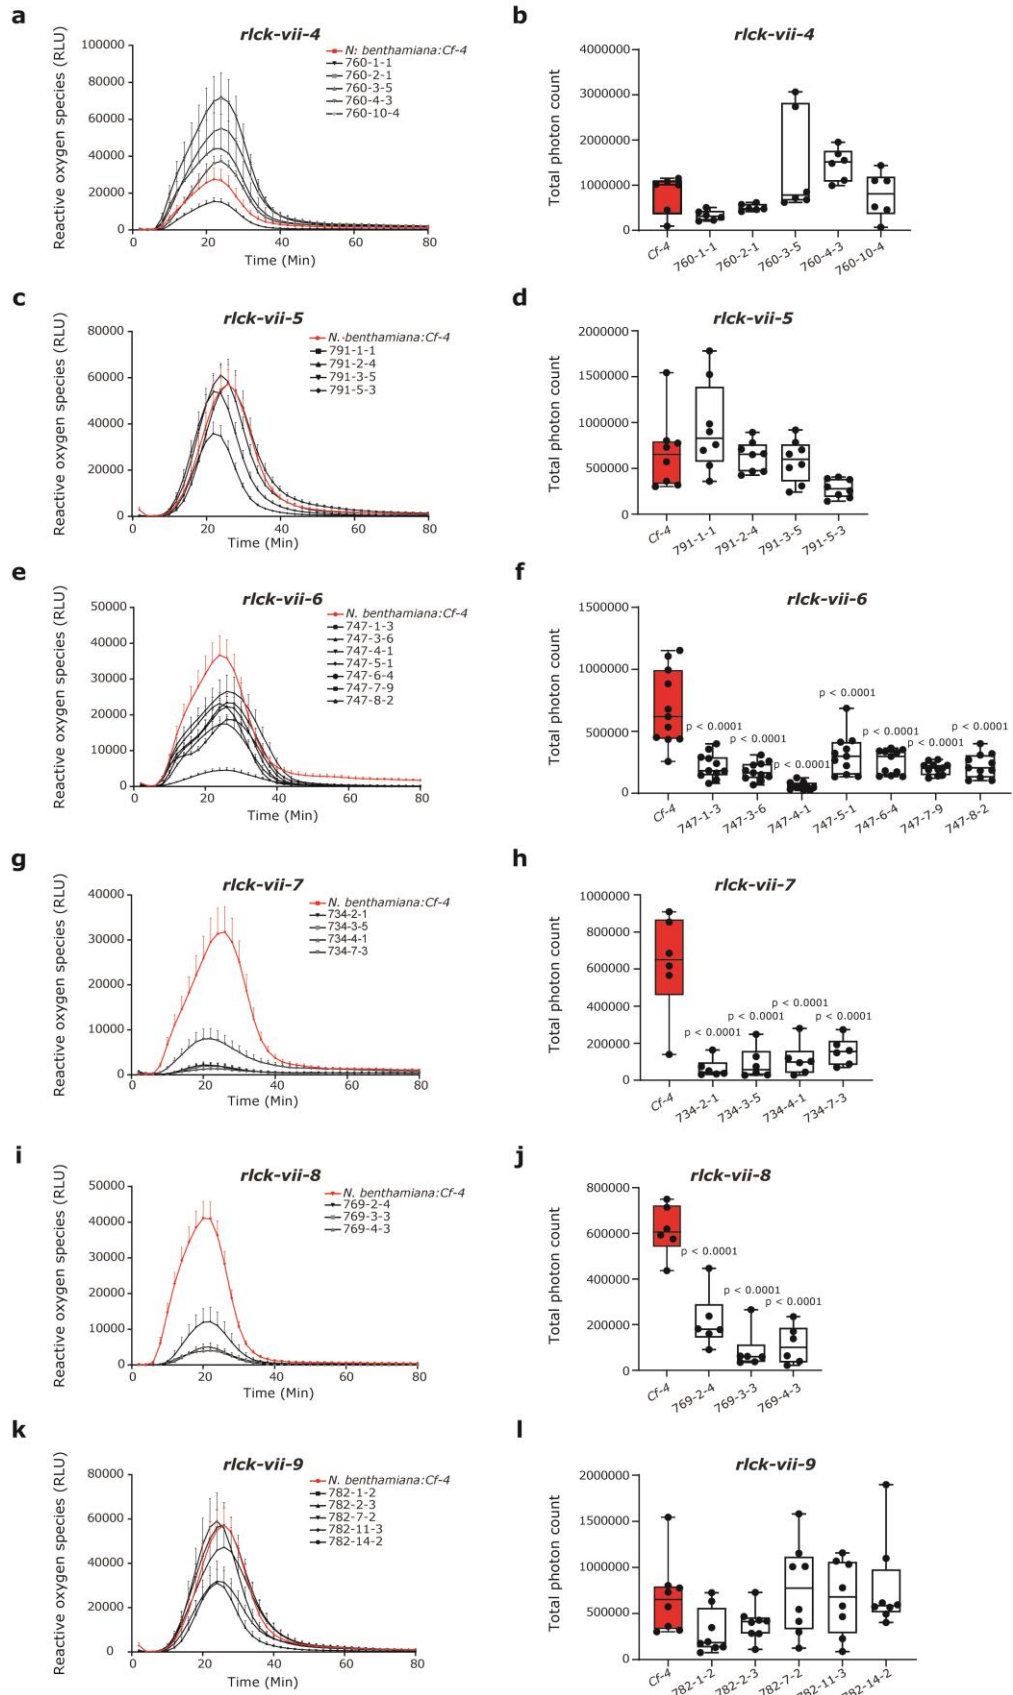 a
rlck-vii-4
Reactive oxygen species (RLU)
100000
80000
60000
40000
20000
0
0 20 40 60 80
Time (Min)
N: benthamiana:Cf-4
760-1-1
760-2-1
760-3-5
760-4-3
760-10-4
b
rlck-vii-4
Total photon count
4000000
3000000
2000000
1000000
0
Cf-4 760-1-1 760-2-1 760-3-5 760-4-3 760-10-4
c
rlck-vii-5
Reactive oxygen species (RLU)
80000
60000
40000
20000
0
0 20 40 60 80
Time (Min)
N. benthamiana:Cf-4
791-1-1
791-2-4
791-3-5
791-5-3
d
rlck-vii-5
Total photon count
2000000
1500000
1000000
500000
0
Cf-4 791-1-1 791-2-4 791-3-5 791-5-3
e
rlck-vii-6
Reactive oxygen species (RLU)
50000
40000
30000
20000
10000
0
0 20 40 60 80
Time (Min)
N. benthamiana:Cf-4
747-1-3
747-3-6
747-4-1
747-5-1
747-6-4
747-7-9
747-8-2
f
rlck-vii-6
Total photon count
1500000
1000000
500000
0
p < 0.0001 p < 0.0001 p < 0.0001 p < 0.0001 p < 0.0001 p < 0.0001 p < 0.0001
Cf-4 747-1-3 747-3-6 747-4-1 747-5-1 747-6-4 747-7-9 747-8-2
g
rlck-vii-7
Reactive oxygen species (RLU)
40000
30000
20000
10000
0
0 20 40 60 80
Time (Min)
N. benthamiana:Cf-4
734-2-1
734-3-5
734-4-1
734-7-3
h
rlck-vii-7
Total photon count
1000000
800000
600000
400000
200000
0
p < 0.0001 p < 0.0001 p < 0.0001 p < 0.0001
Cf-4 734-2-1 734-3-5 734-4-1 734-7-3
i
rlck-vii-8
Reactive oxygen species (RLU)
50000
40000
30000
20000
10000
0
0 20 40 60 80
Time (Min)
N. benthamiana:Cf-4
769-2-4
769-3-3
769-4-3
j
rlck-vii-8
Total photon count
800000
600000
400000
200000
0
p < 0.0001 p < 0.0001 p < 0.0001
Cf-4 769-2-4 769-3-3 769-4-3
k
rlck-vii-9
Reactive oxygen species (RLU)
80000
60000
40000
20000
0
0 20 40 60 80
Time (Min)
N. benthamiana:Cf-4
782-1-2
782-2-3
782-7-2
782-11-3
782-14-2
l
rlck-vii-9
Total photon count
2000000
1500000
1000000
500000
0
Cf-4 782-1-2 782-2-3 782-7-2 782-11-3 782-14-2